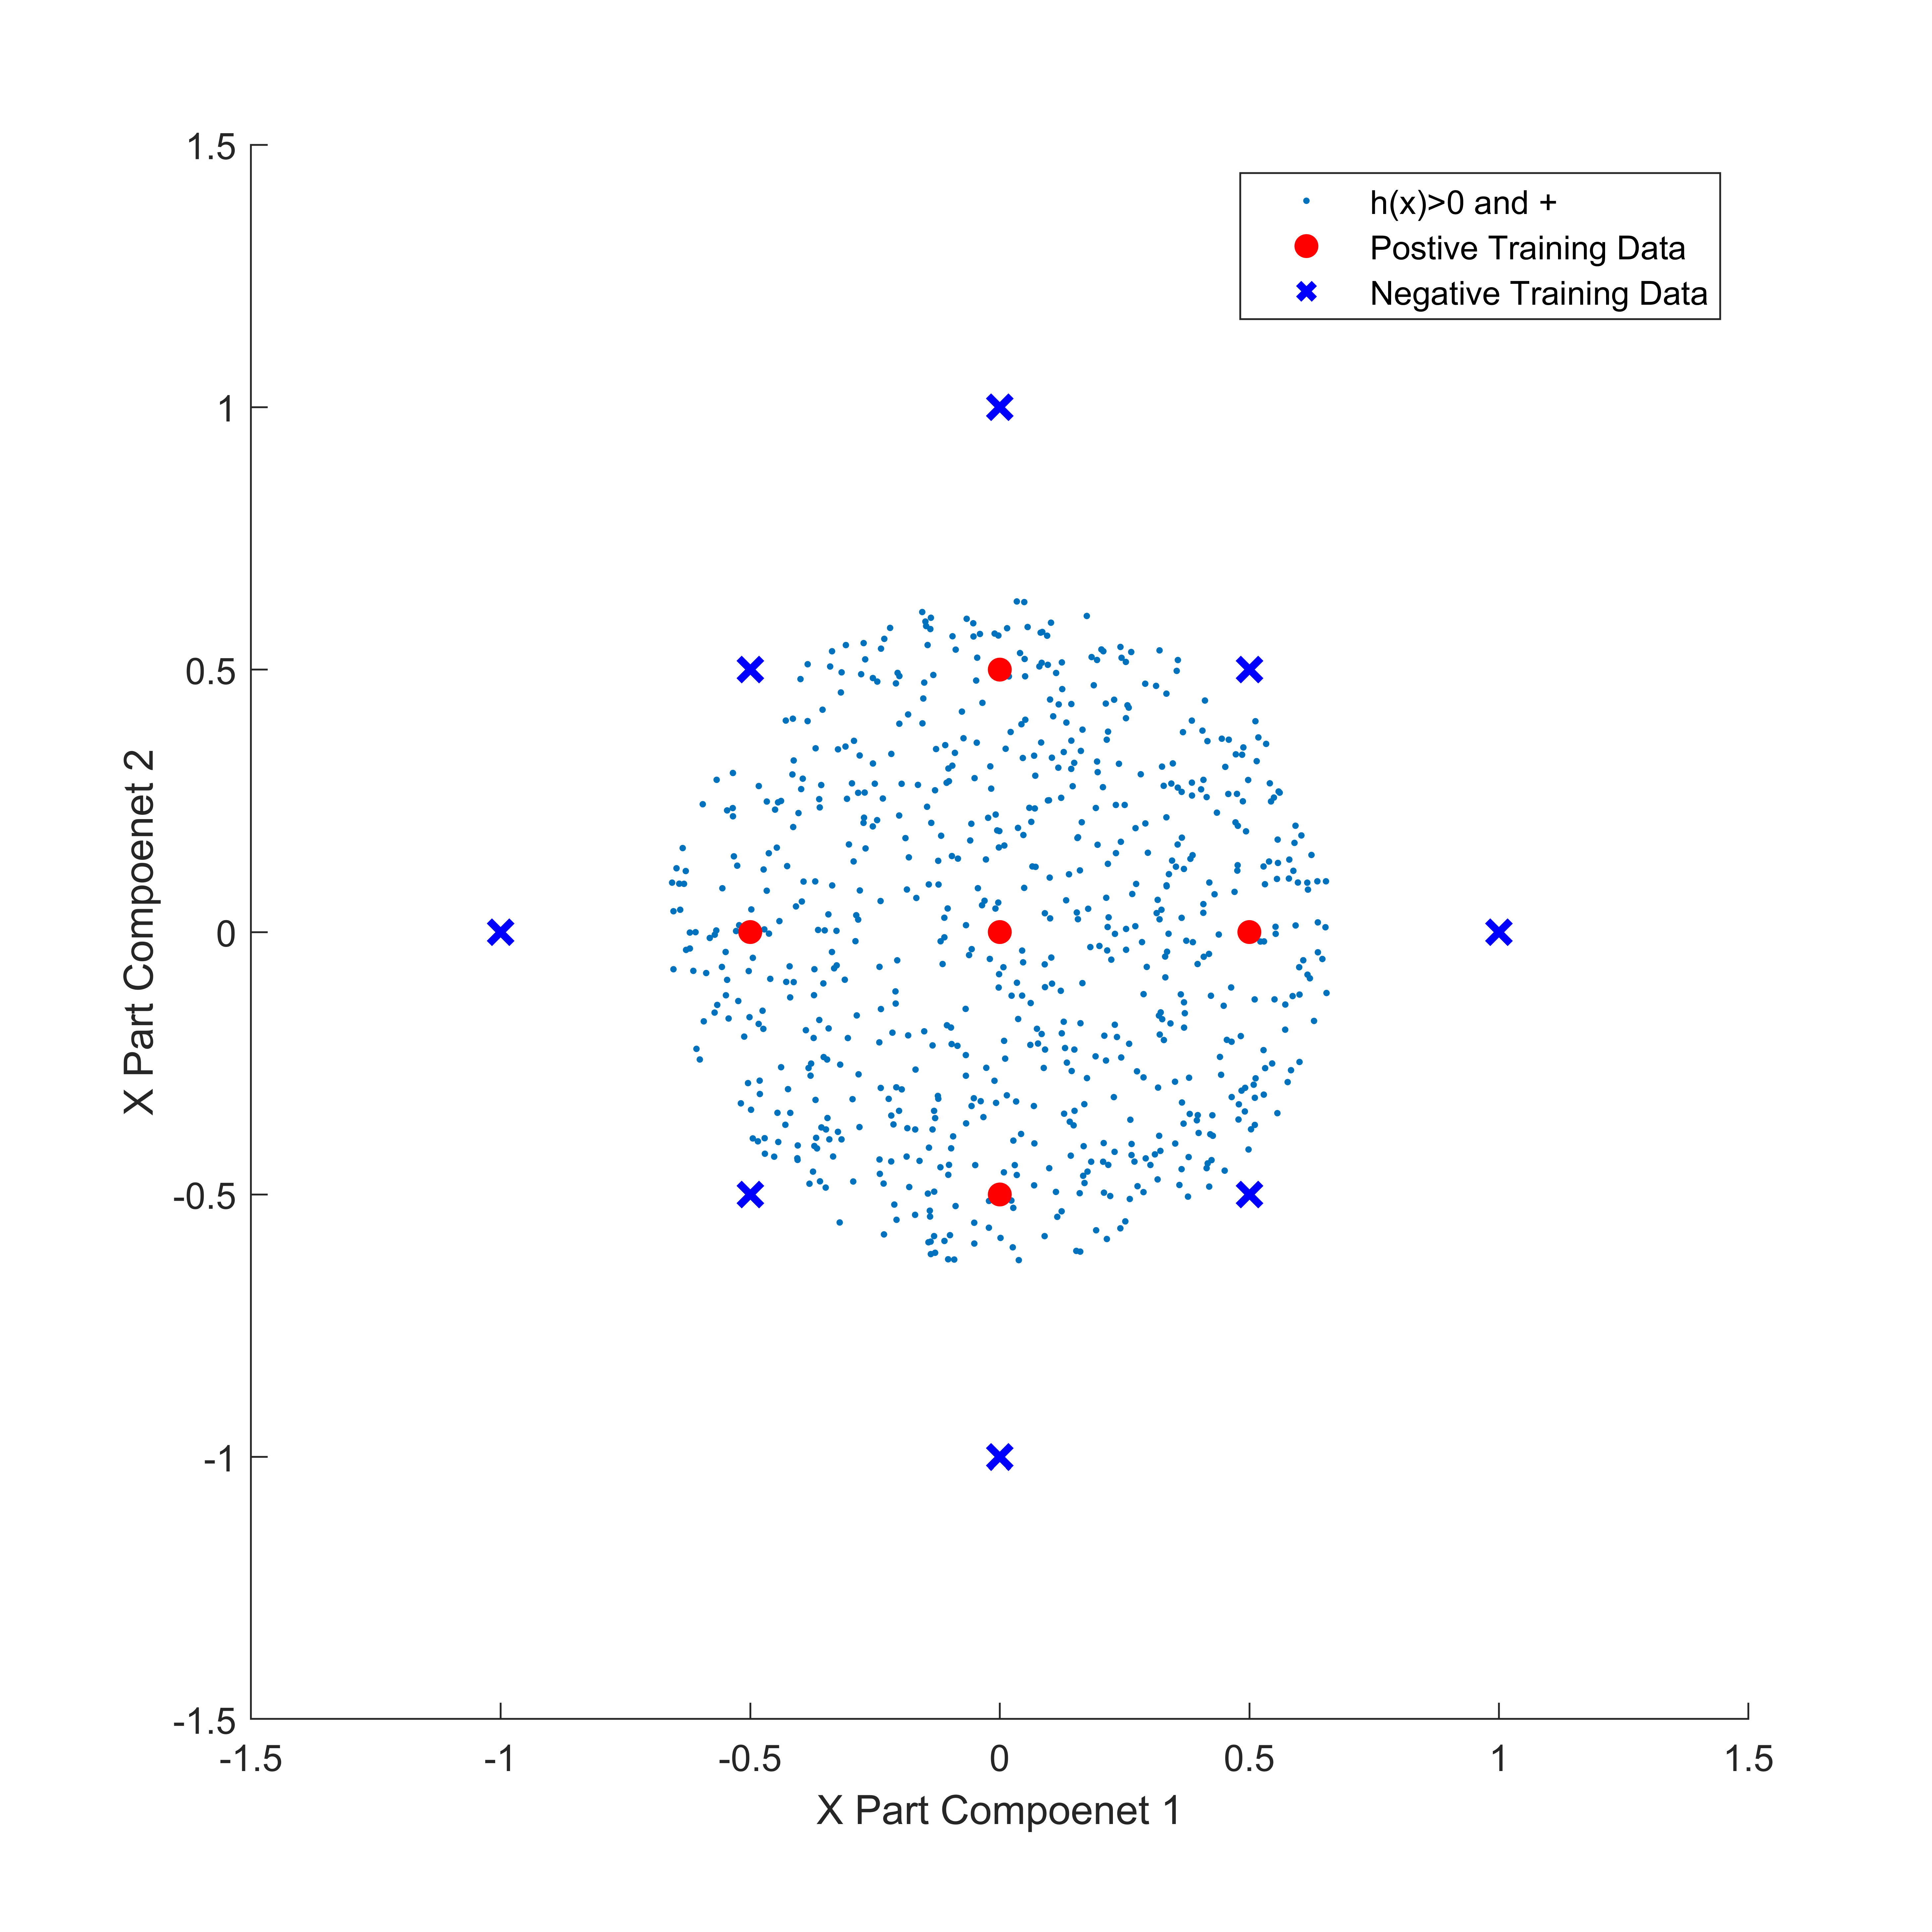 1.5
h(x)>0 and +
Postive Training Data
Negative Training Data
1
0.5
0
-0.5
-1
-1.5
X Part Compoenet 2
-1.5 -1 -0.5 0 0.5 1 1.5
X Part Compoenet 1